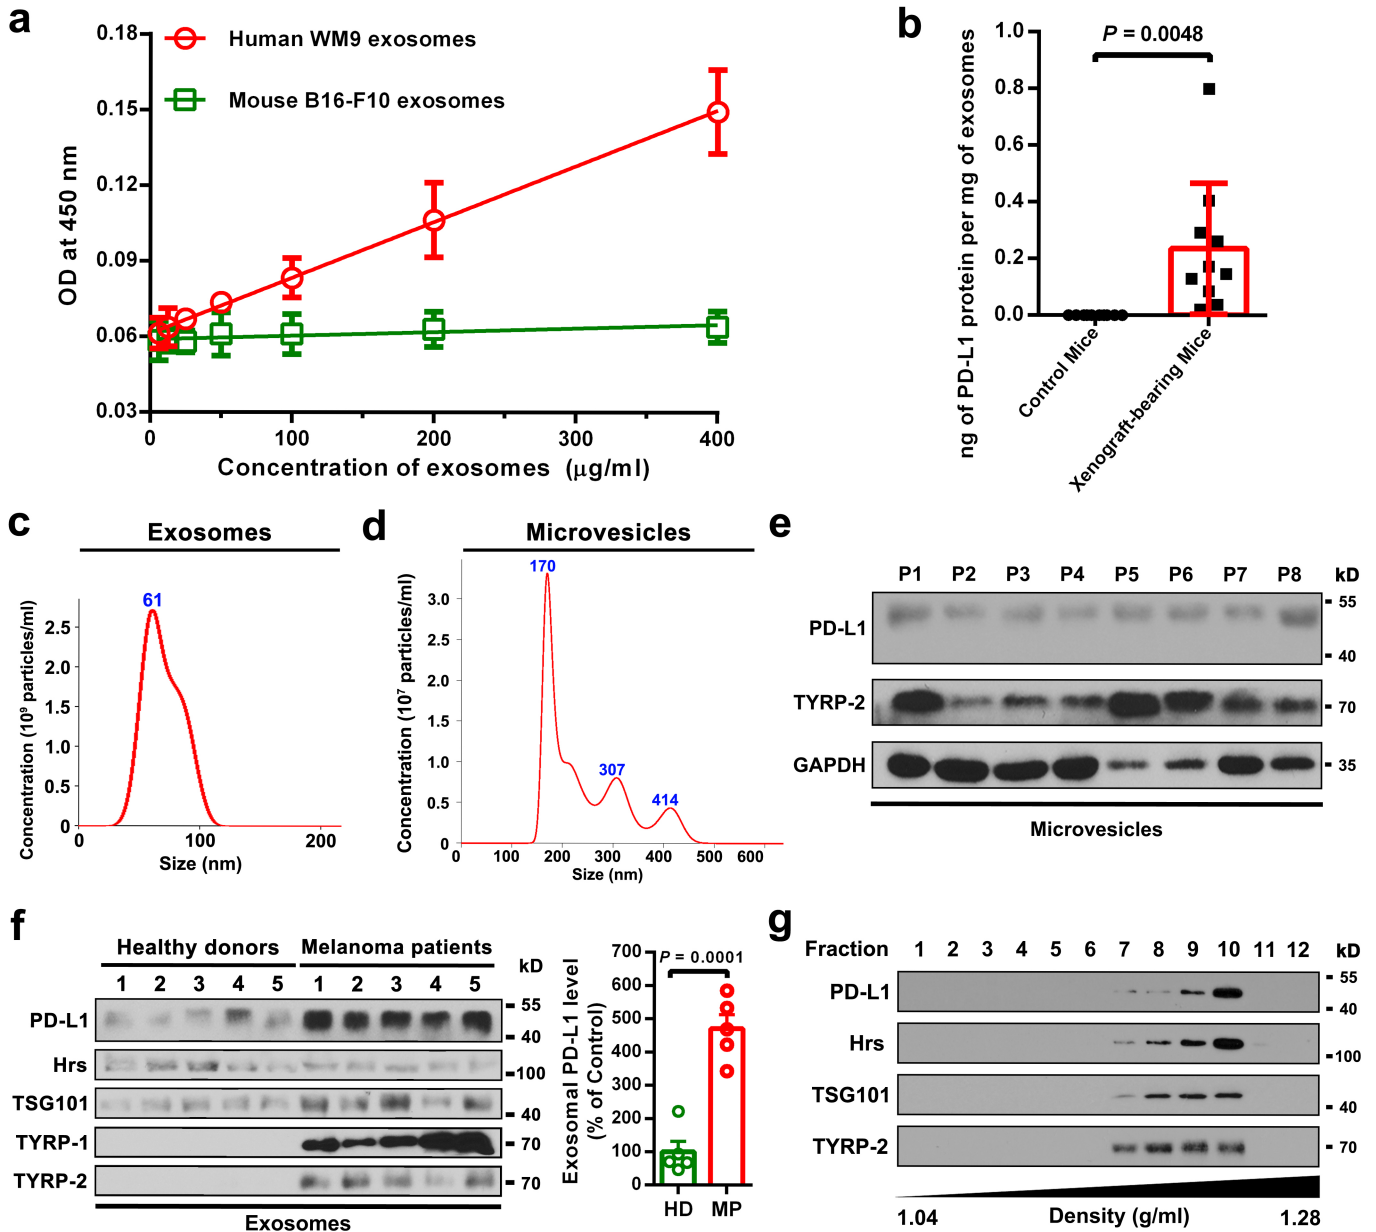 a
0.18
0.15
0.12
0.09
0.06
0.03
OD at 450 nm
Human WM9 exosomes
Mouse B16-F10 exosomes
0 100 200 300 400
Concentration of exosomes (μg/ml)
b
1.0
0.8
0.6
0.4
0.2
0.0
ng of PD-L1 protein per mg of exosomes
P = 0.0048
Control Mice
Xenograft-bearing Mice
c
Exosomes
61
2.5
2.0
1.5
1.0
0.5
0
Concentration (10⁹ particles/ml)
0 100 200
Size (nm)
d
Microvesicles
170
307
414
3.0
2.5
2.0
1.5
1.0
0.5
0
Concentration (10⁷ particles/ml)
0 100 200 300 400 500 600
Size (nm)
e
P1 P2 P3 P4 P5 P6 P7 P8 kD
PD-L1
55
40
TYRP-2
70
GAPDH
35
Microvesicles
f
Healthy donors Melanoma patients
1 2 3 4 5 1 2 3 4 5 kD
PD-L1
55
40
Hrs
100
TSG101
40
TYRP-1
70
TYRP-2
70
Exosomes
Exosomal PD-L1 level
(% of Control)
700
600
500
400
300
200
100
0
P = 0.0001
HD MP
g
Fraction 1 2 3 4 5 6 7 8 9 10 11 12 kD
PD-L1
55
40
Hrs
100
TSG101
40
TYRP-2
70
1.04 Density (g/ml) 1.28